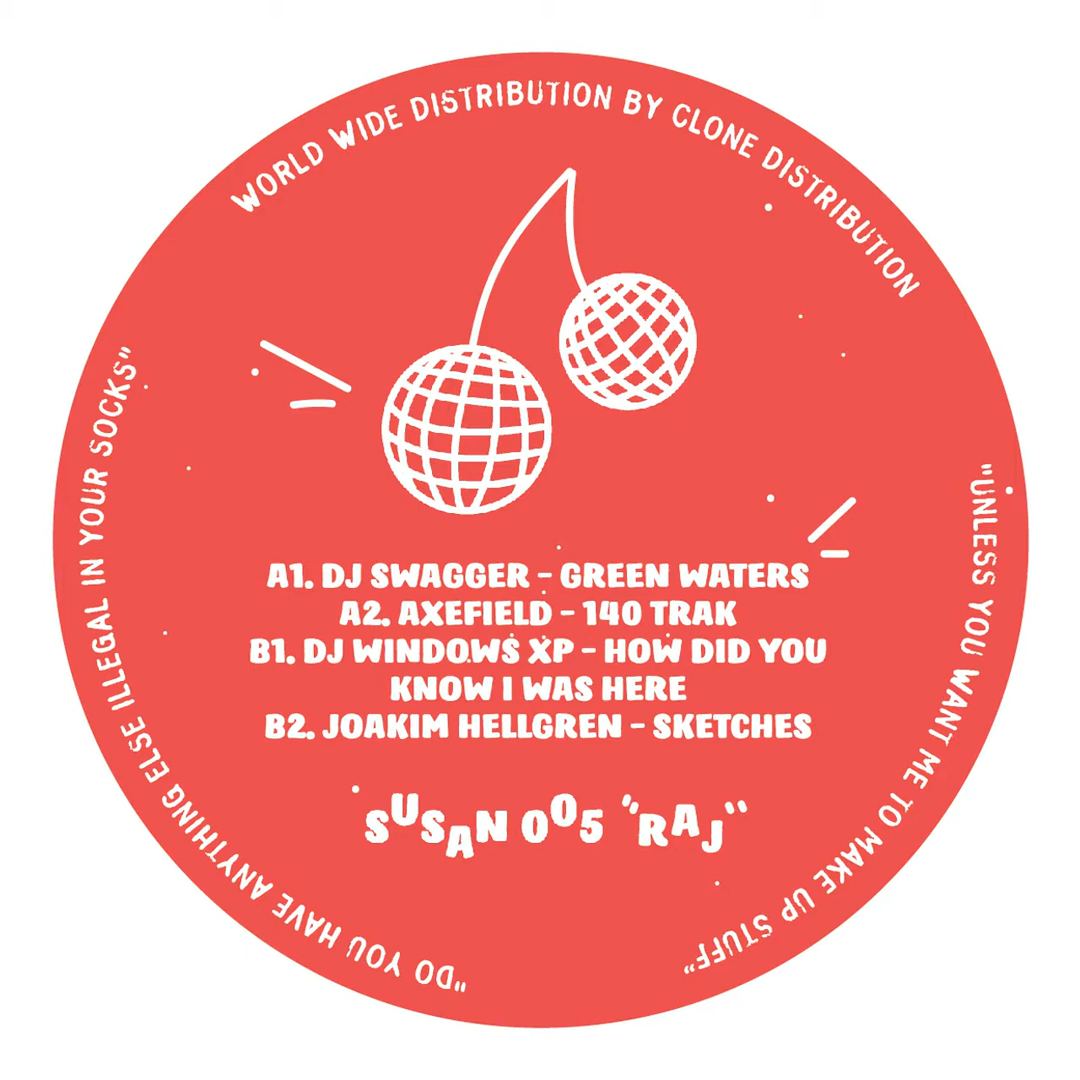 WORLD WIDE DISTRIBUTION BY CLONE DISTRIBUTION
A1. DJ SWAGGER - GREEN WATERS
A2. AXEFIELD - 140 TRAK
B1. DJ WINDOWS XP - HOW DID YOU
KNOW I WAS HERE
B2. JOAKIM HELLGREN - SKETCHES
SUSAN 005 "RAJ"
"DO YOU HAVE ANYTHING ELSE ILLEGAL IN YOUR SOCKS"
"UNLESS YOU WANT ME TO MAKE UP STUFF"